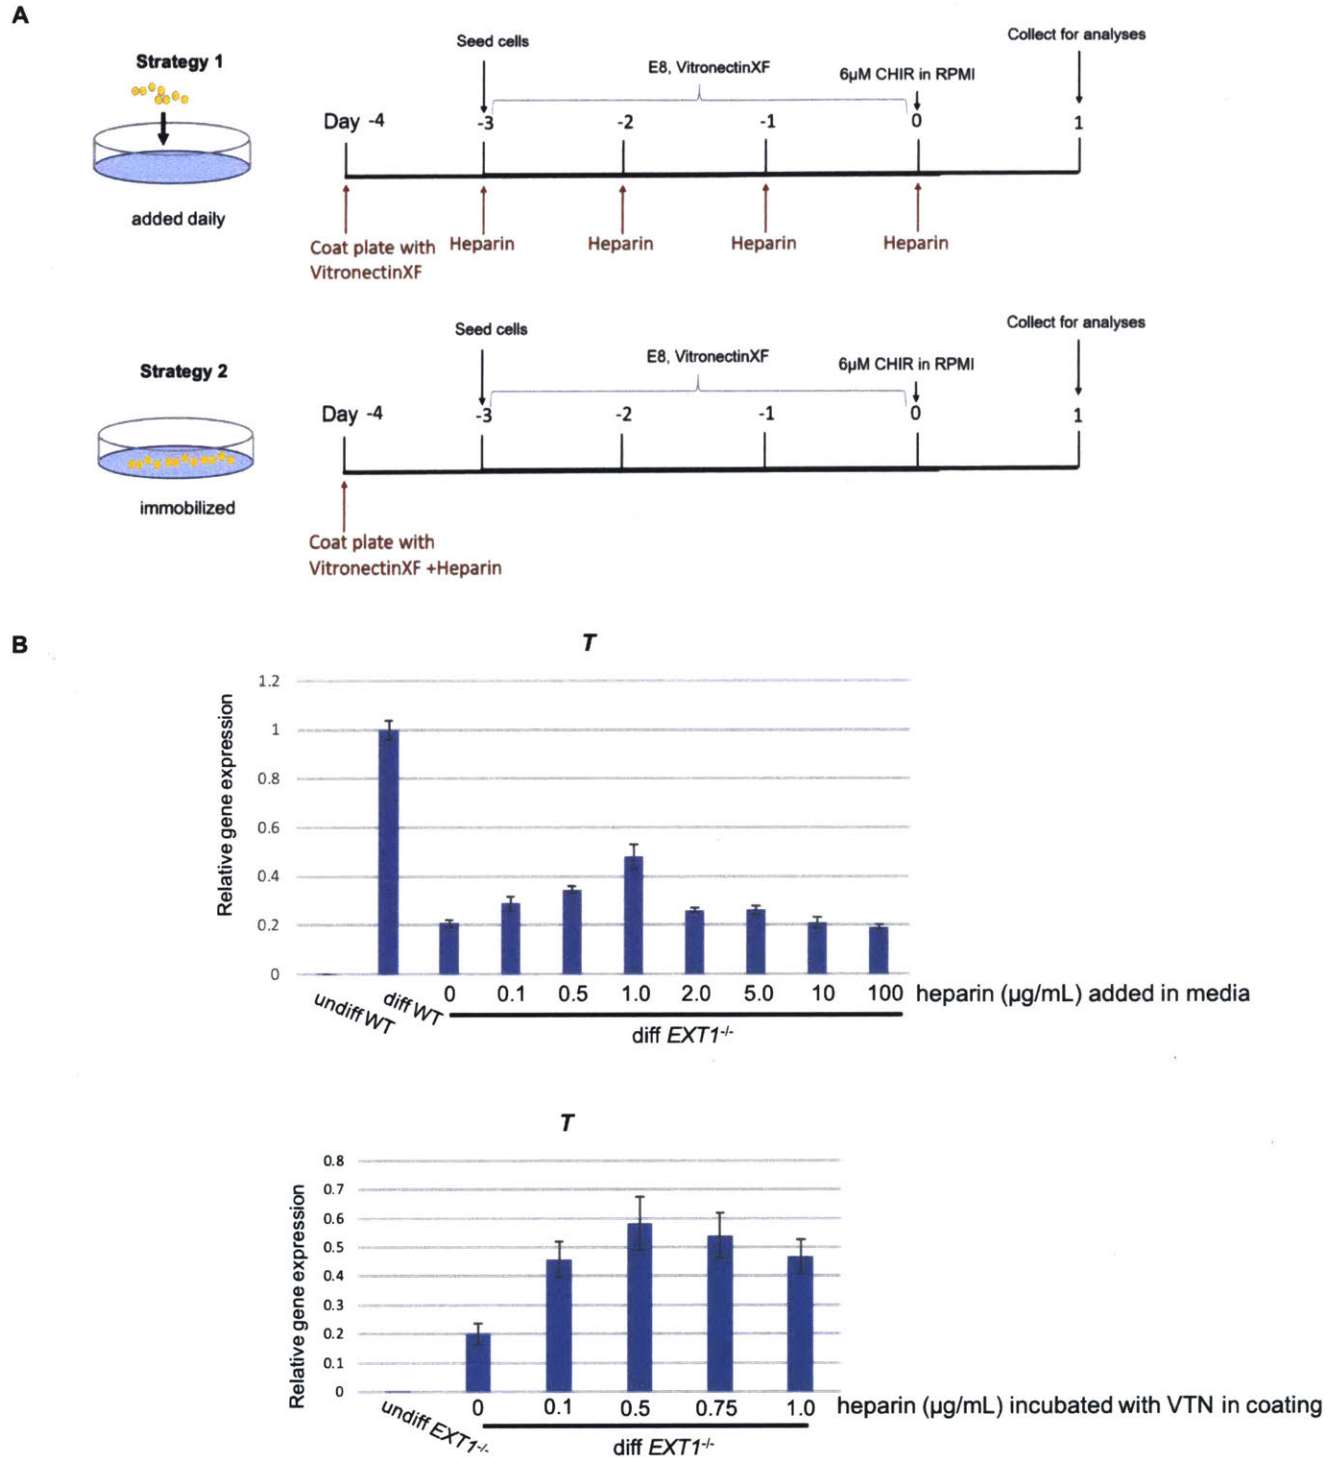 A
Strategy 1
added daily
Seed cells
E8, VitronectinXF
6µM CHIR in RPMI
Collect for analyses
Day -4 -3 -2 -1 0 1
Coat plate with
VitronectinXF
Heparin Heparin Heparin Heparin
Strategy 2
immobilized
Seed cells
E8, VitronectinXF
6µM CHIR in RPMI
Collect for analyses
Day -4 -3 -2 -1 0 1
Coat plate with
VitronectinXF +Heparin
B
T
Relative gene expression
1.2
1
0.8
0.6
0.4
0.2
0
undiff WT diff WT 0 0.1 0.5 1.0 2.0 5.0 10 100 heparin (µg/mL) added in media
diff EXT1-/-
T
Relative gene expression
0.8
0.7
0.6
0.5
0.4
0.3
0.2
0.1
0
undiff EXT1-/- 0 0.1 0.5 0.75 1.0 heparin (µg/mL) incubated with VTN in coating
diff EXT1-/-